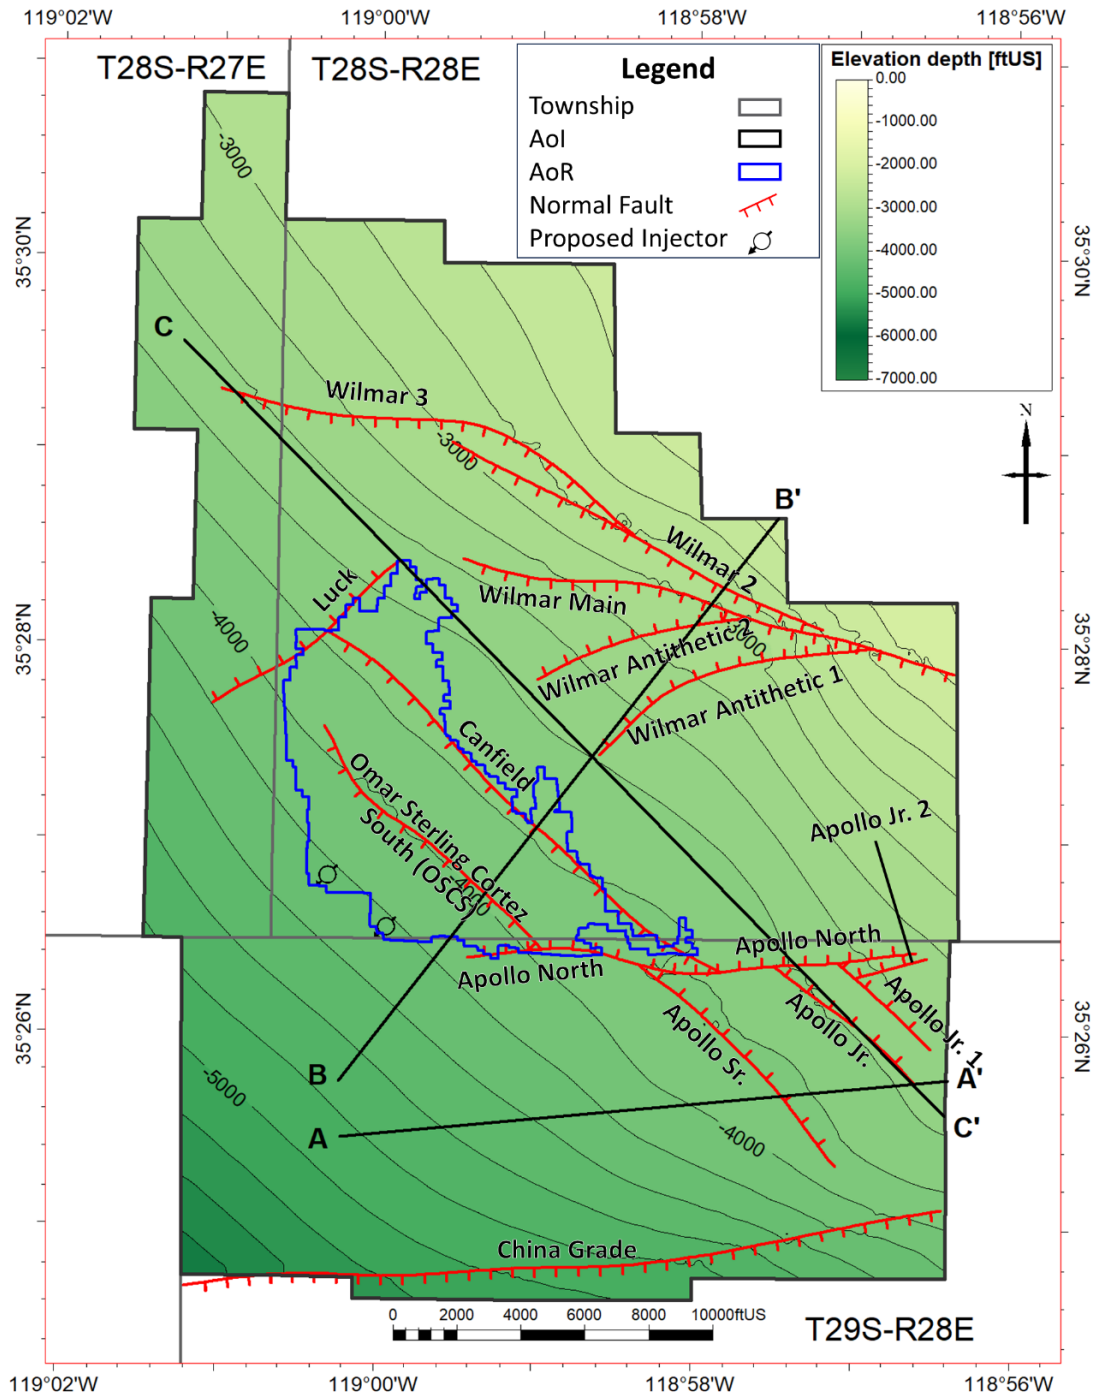 119°02'W
119°00'W
118°58'W
118°56'W
T28S-R27E
T28S-R28E
Legend
Township
AoI
AoR
Normal Fault
Proposed Injector
Elevation depth [ftUS]
0.00
-1000.00
-2000.00
-3000.00
-4000.00
-5000.00
-6000.00
-7000.00
35°30'N
35°30'N
-3000
C
Wilmar 3
-3000
N
B'
Wilmar 2
Luck
Wilmar Main
-4000
-3000
Wilmar Antithetic 2
35°28'N
35°28'N
Wilmar Antithetic 1
Canfield
Omar Sterling Cortez
South (OSCS)
-4000
Apollo Jr. 2
Apollo North
Apollo North
Apollo Jr. 1
Apollo Jr.
Apollo Sr.
35°26'N
35°26'N
B
-5000
A'
A
C'
-4000
China Grade
0
2000
4000
6000
8000
10000ftUS
T29S-R28E
119°02'W
119°00'W
118°58'W
118°56'W